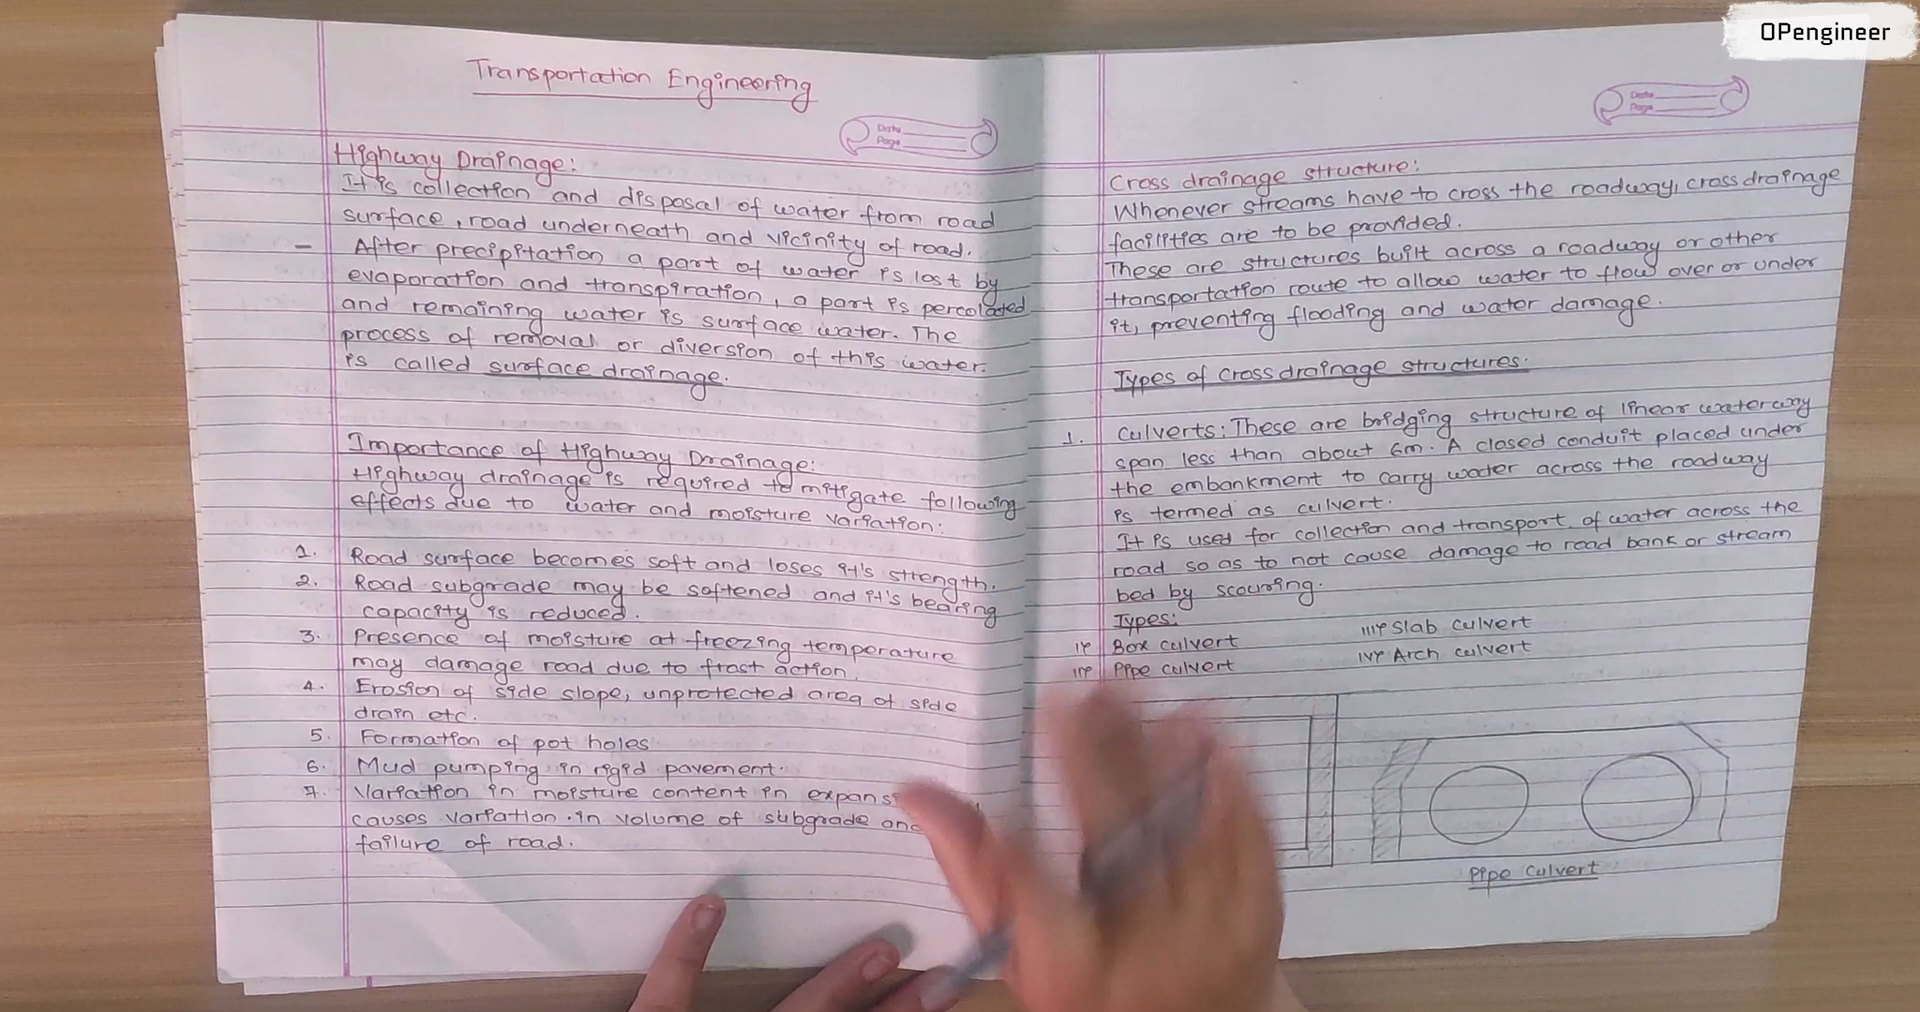 OPengineer
Transportation Engineering
Date
Page
Highway Drainage:
It is collection and disposal of water from road
surface, road underneath and vicinity of road.
- After precipitation a part of water is lost by
evaporation and transpiration, a part is percolated
and remaining water is surface water. The
process of removal or diversion of this water.
is called surface drainage.
Importance of Highway Drainage:
Highway drainage is required to mitigate following
effects due to water and moisture variation:
1. Road surface becomes soft and loses it's strength.
2. Road subgrade may be softened and it's bearing
capacity is reduced.
3. Presence of moisture at freezing temperature
may damage road due to frost action.
4. Erosion of side slope, unprotected area of side
drain etc.
5. Formation of pot holes
6. Mud pumping in rigid pavement.
7. Variation in moisture content in
causes variation in volume of subgrade
failure of road.
Date
Page
Cross drainage structure:
Whenever streams have to cross the roadway, cross drainage
facilities are to be provided.
These are structures built across a roadway or other
transportation route to allow water to flow over or under
it, preventing flooding and water damage.
Types of cross drainage structures:
1. Culverts: These are bridging structure of linear waterway
span less than about 6m. A closed conduit placed under
the embankment to carry water across the roadway
is termed as culvert.
It is used for collection and transport of water across the
road so as to not cause damage to road bank or stream
bed by scouring.
Types:
i) Box culvert
ii) Pipe culvert
iii) Slab culvert
iv) Arch culvert
Pipe culvert